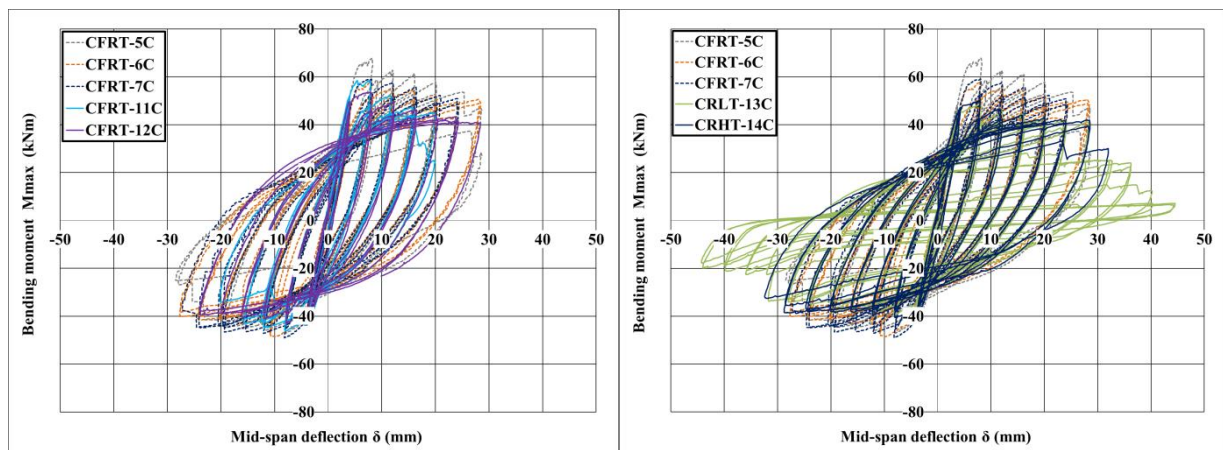 80
60
40
20
0
-20
-40
-60
-80
-50 -40 -30 -20 -10 0 10 20 30 40 50
Bending moment Mmax (kNm)
Mid-span deflection δ (mm)
CFRT-5C
CFRT-6C
CFRT-7C
CFRT-11C
CFRT-12C
80
60
40
20
0
-20
-40
-60
-80
-50 -40 -30 -20 -10 00 10 20 30 40 50
Bending moment Mmax (kNm)
Mid-span deflection δ (mm)
CFRT-5C
CFRT-6C
CFRT-7C
CRLT-13C
CRHT-14C